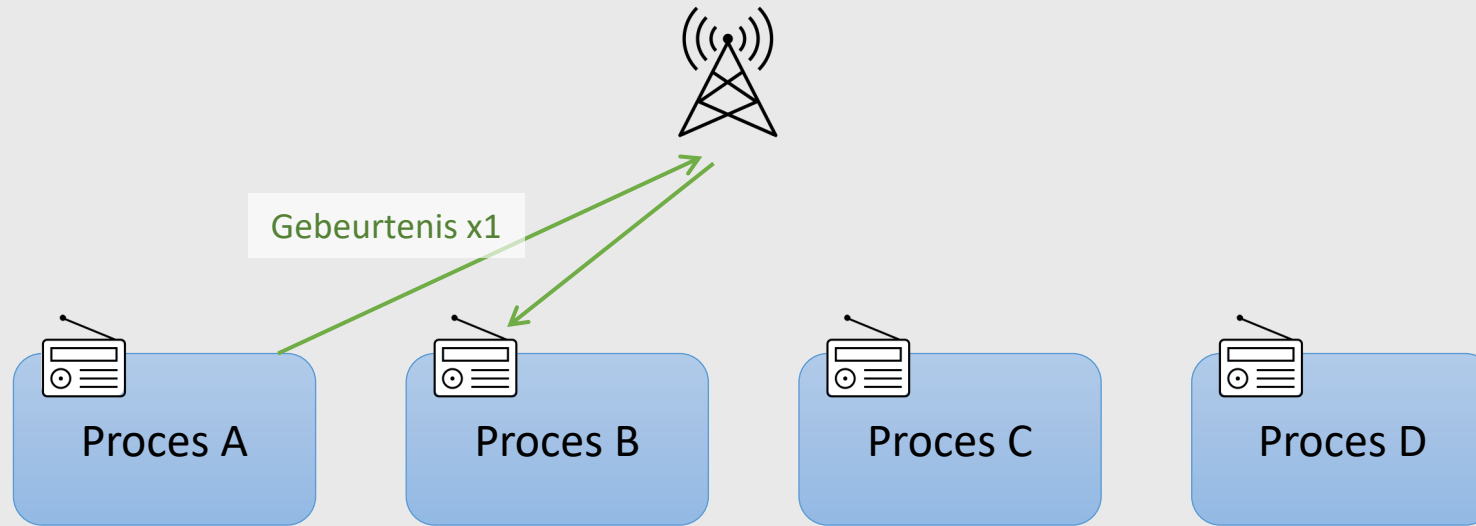 Gebeurtenis x1
Proces A
Proces B
Proces C
Proces D